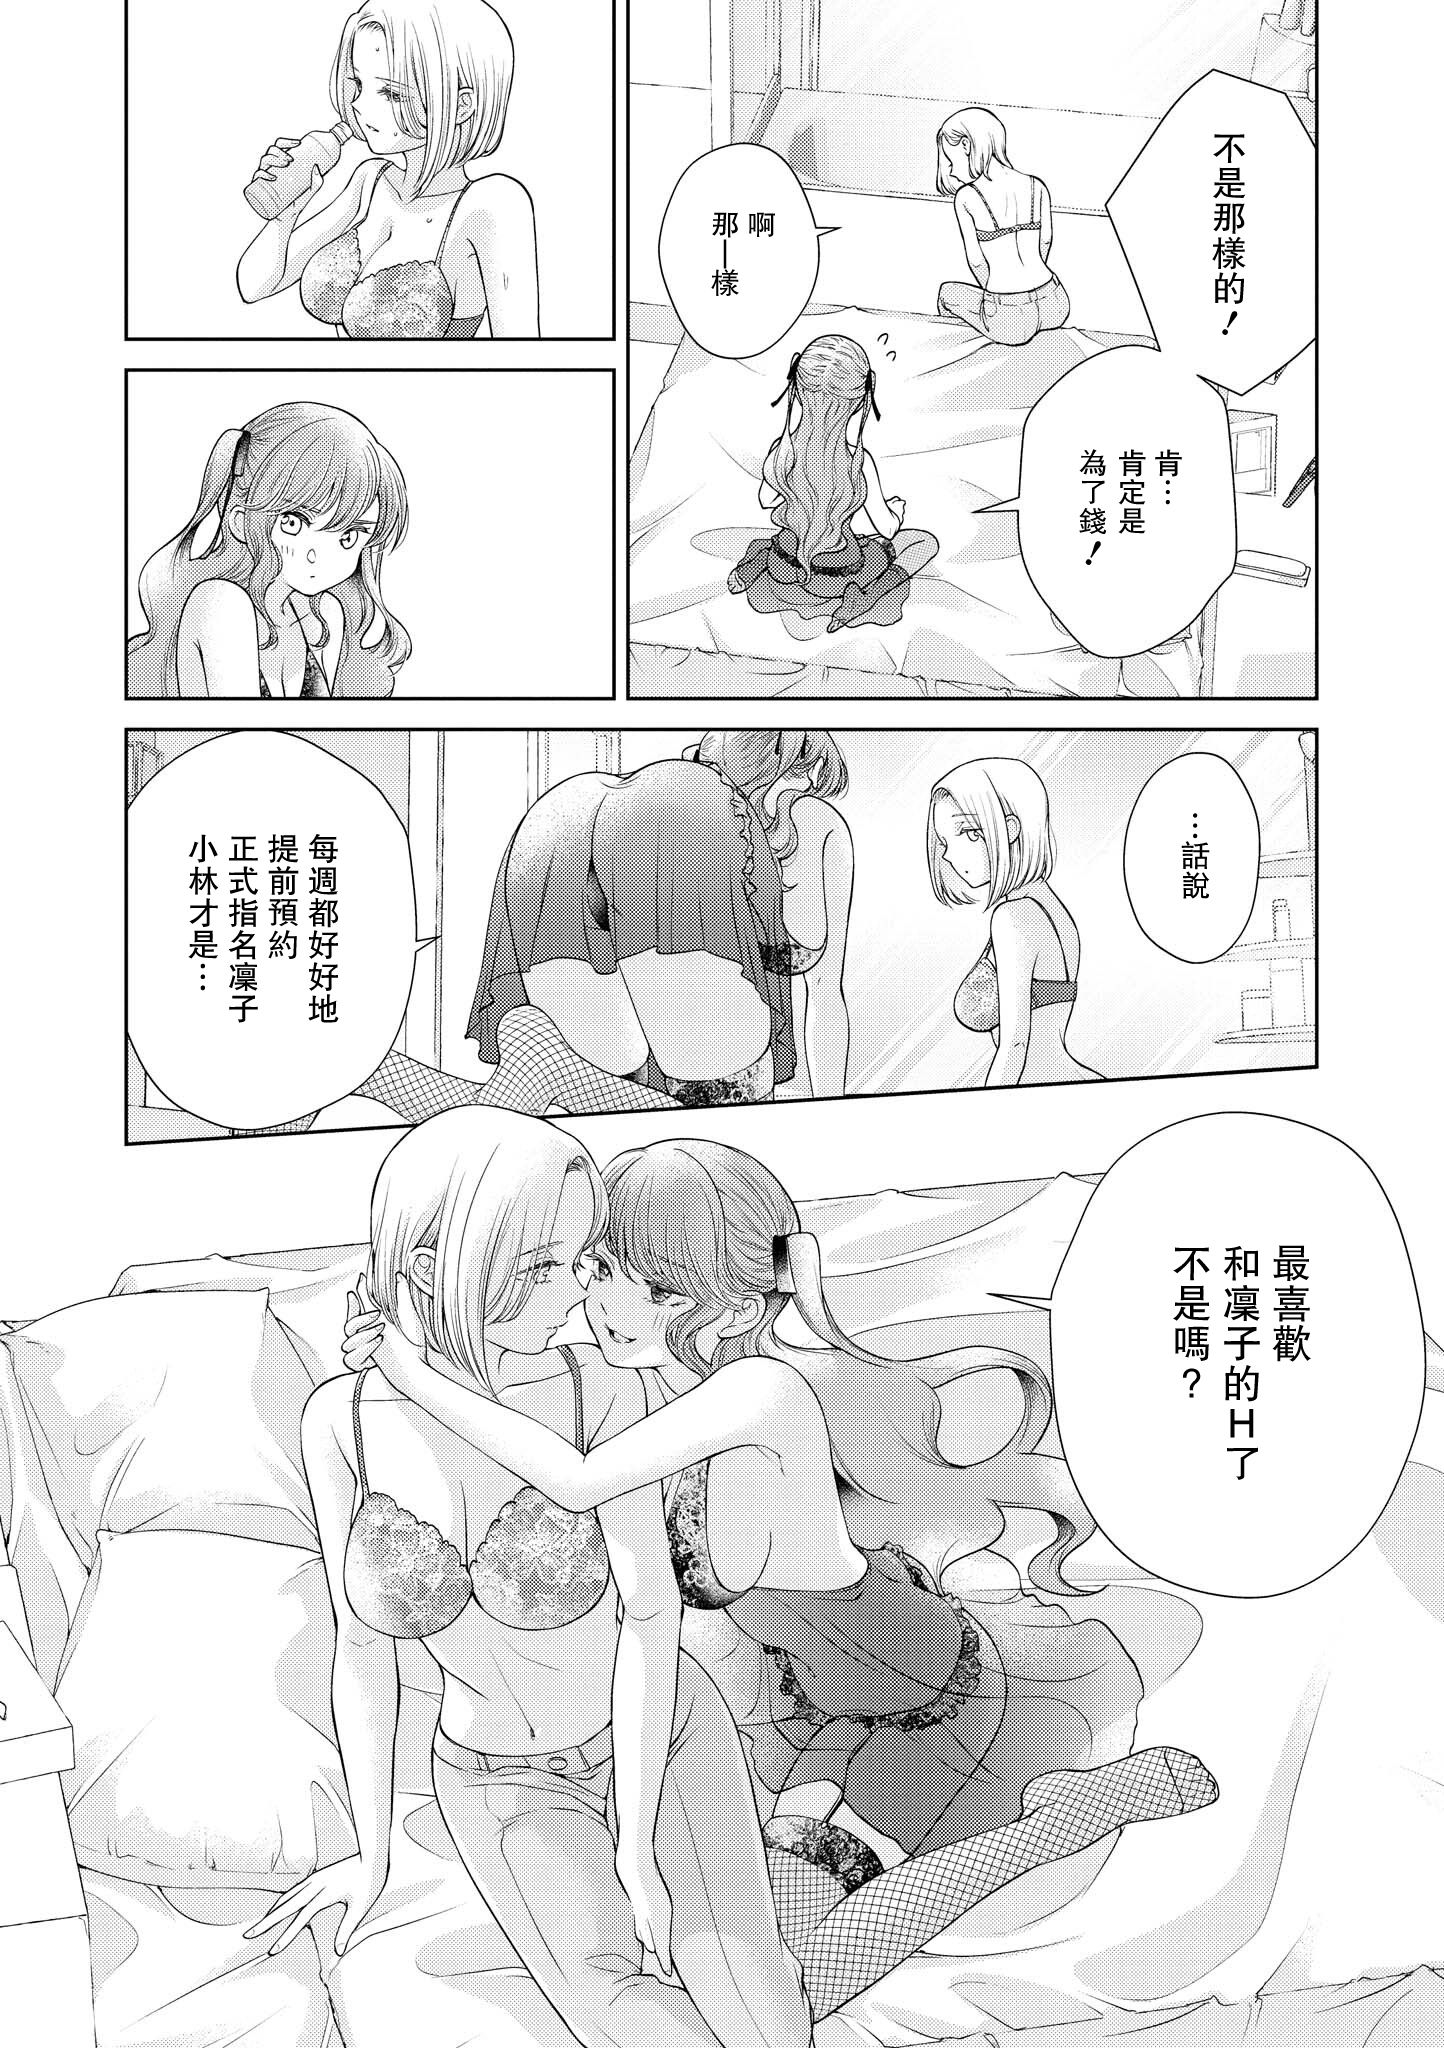 不是那樣的！
肯…
肯定是
為了錢！
啊
那—樣
…話說
每週都好好地
提前預約
正式指名凜子
小林才是…
最喜歡
和凜子的H了
不是嗎？